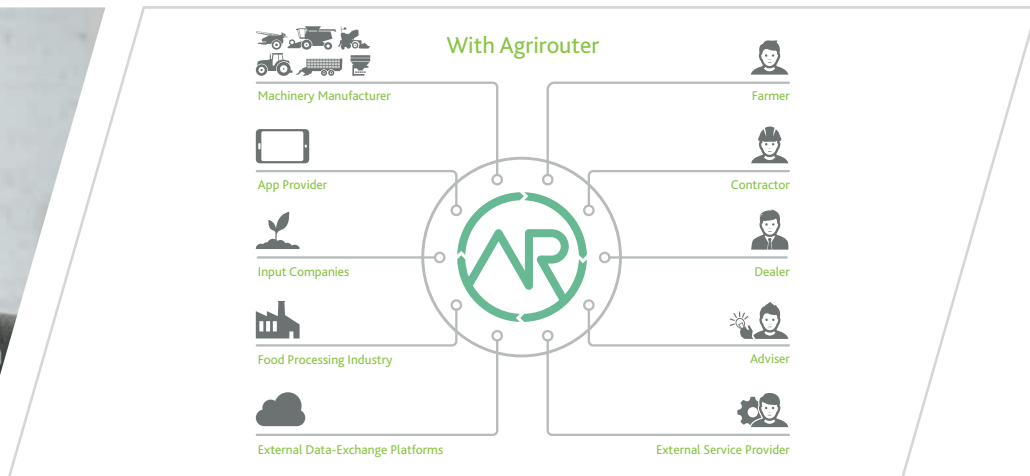 With Agrirouter
Machinery Manufacturer
Farmer
App Provider
Contractor
Input Companies
AR
Dealer
Food Processing Industry
Adviser
External Data-Exchange Platforms
External Service Provider